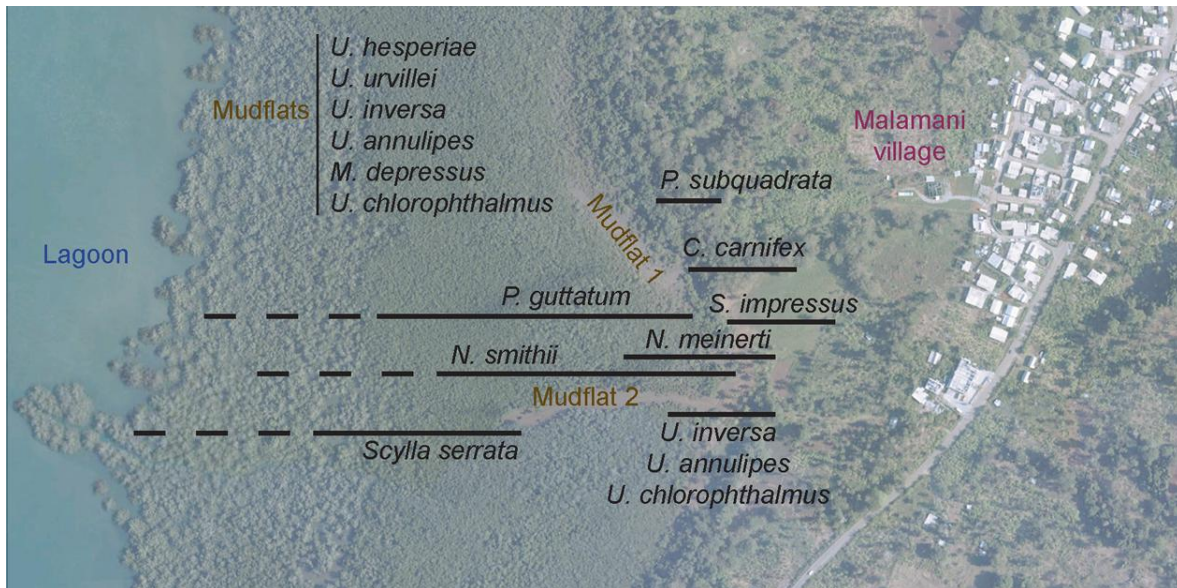 U. hesperiae
U. urvillei
Mudflats
U. inversa
U. annulipes
M. depressus
U. chlorophthalmus
Malamani
village
P. subquadrata
Mudflat 1
Lagoon
C. carnifex
P. guttatum
S. impressus
N. meinerti
N. smithii
Mudflat 2
U. inversa
Scylla serrata
U. annulipes
U. chlorophthalmus